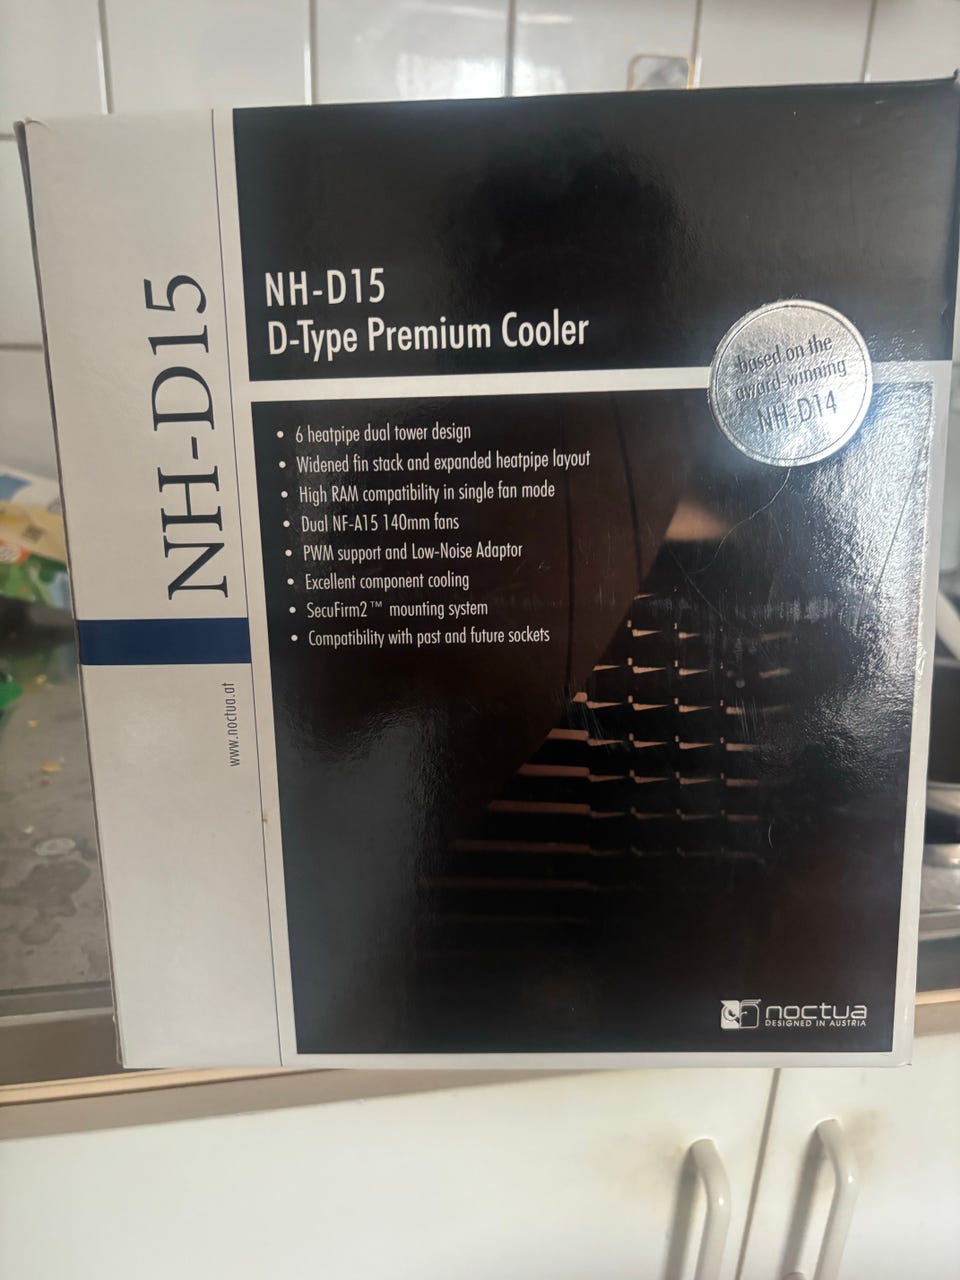 NH-D15
www.noctua.at
NH-D15
D-Type Premium Cooler
based on the
award-winning
NH-D14
• 6 heatpipe dual tower design
• Widened fin stack and expanded heatpipe layout
• High RAM compatibility in single fan mode
• Dual NF-A15 140mm fans
• PWM support and Low-Noise Adaptor
• Excellent component cooling
• SecuFirm2™ mounting system
• Compatibility with past and future sockets
noctua
DESIGNED IN AUSTRIA